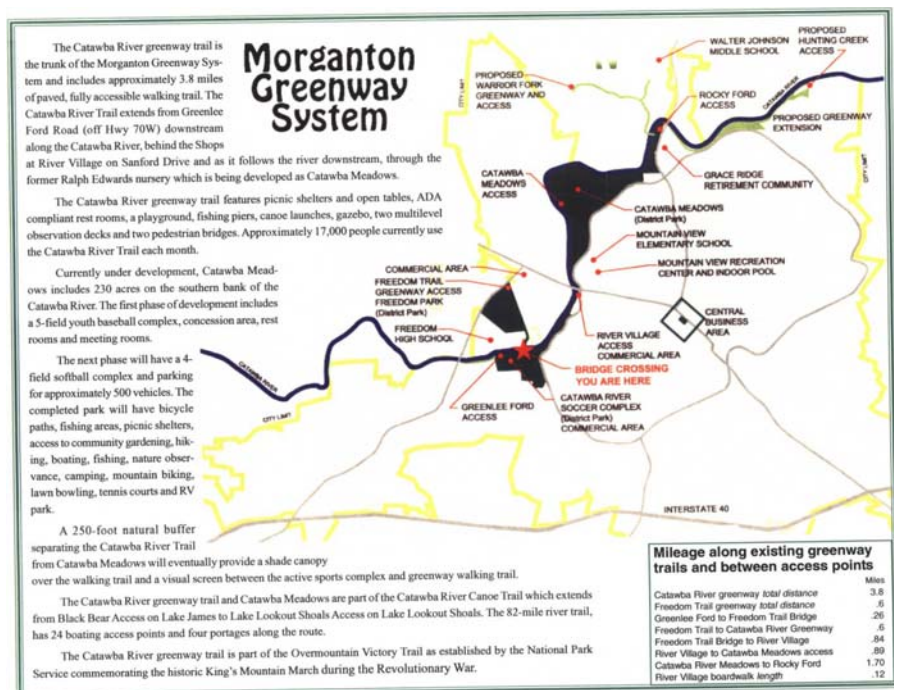 Morganton
Greenway
System
The Catawba River greenway trail is
the trunk of the Morganton Greenway Sys-
tem and includes approximately 3.8 miles
of paved, fully accessible walking trail. The
Catawba River Trail extends from Greenlee
Ford Road (off Hwy 70W) downstream
along the Catawba River, behind the Shops
at River Village on Sanford Drive and as it follows the river downstream, through the
former Ralph Edwards nursery which is being developed as Catawba Meadows.
The Catawba River greenway trail features picnic shelters and open tables, ADA
compliant rest rooms, a playground, fishing piers, canoe launches, gazebo, two multilevel
observation decks and two pedestrian bridges. Approximately 17,000 people currently use
the Catawba River Trail each month.
Currently under development, Catawba Mead-
ows includes 230 acres on the southern bank of the
Catawba River. The first phase of development includes
a 5-field youth baseball complex, concession area, rest
rooms and meeting rooms.
The next phase will have a 4-
field softball complex and parking
for approximately 500 vehicles. The
completed park will have bicycle
paths, fishing areas, picnic shelters,
access to community gardening, hik-
ing, boating, fishing, nature obser-
vance, camping, mountain biking,
lawn bowling, tennis courts and RV
park.
A 250-foot natural buffer
separating the Catawba River Trail
from Catawba Meadows will eventually provide a shade canopy
over the walking trail and a visual screen between the active sports complex and greenway walking trail.
The Catawba River greenway trail and Catawba Meadows are part of the Catawba River Canoe Trail which extends
from Black Bear Access on Lake James to Lake Lookout Shoals Access on Lake Lookout Shoals. The 82-mile river trail,
has 24 boating access points and four portages along the route.
The Catawba River greenway trail is part of the Overmountain Victory Trail as established by the National Park
Service commemorating the historic King's Mountain March during the Revolutionary War.
WALTER JOHNSON
MIDDLE SCHOOL
PROPOSED
HUNTING CREEK
ACCESS
CITY LIMIT
PROPOSED
WARRIOR FORK
GREENWAY AND
ACCESS
ROCKY FORD
ACCESS
CATAWBA RIVER
PROPOSED GREENWAY
EXTENSION
CITY LIMIT
CATAWBA
MEADOWS
ACCESS
GRACE RIDGE
RETIREMENT COMMUNITY
CATAWBA MEADOWS
(District Park)
MOUNTAIN VIEW
ELEMENTARY SCHOOL
MOUNTAIN VIEW RECREATION
CENTER AND INDOOR POOL
COMMERCIAL AREA
FREEDOM TRAIL
GREENWAY ACCESS
FREEDOM PARK
(District Park)
FREEDOM
HIGH SCHOOL
CENTRAL
BUSINESS
AREA
RIVER VILLAGE
ACCESS
COMMERCIAL AREA
BRIDGE CROSSING
YOU ARE HERE
CATAWBA RIVER
CITY LIMIT
GREENLEE FORD
ACCESS
CATAWBA RIVER
SOCCER COMPLEX
(District Park)
COMMERCIAL AREA
INTERSTATE 40
Mileage along existing greenway
trails and between access points
Miles
Catawba River greenway total distance 3.8
Freedom Trail greenway total distance .6
Greenlee Ford to Freedom Trail Bridge .26
Freedom Trail to Catawba River Greenway .6
Freedom Trail Bridge to River Village .84
River Village to Catawba Meadows access .89
Catawba River Meadows to Rocky Ford 1.70
River Village boardwalk length .12